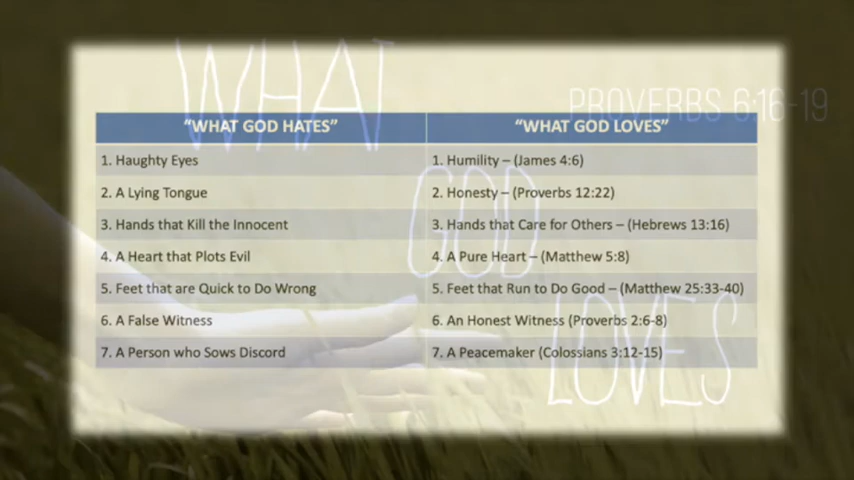 WHAT
PROVERBS 6:16-19
GOD
LOVES
“WHAT GOD HATES” “WHAT GOD LOVES”
1. Haughty Eyes 1. Humility – (James 4:6)
2. A Lying Tongue 2. Honesty – (Proverbs 12:22)
3. Hands that Kill the Innocent 3. Hands that Care for Others – (Hebrews 13:16)
4. A Heart that Plots Evil 4. A Pure Heart – (Matthew 5:8)
5. Feet that are Quick to Do Wrong 5. Feet that Run to Do Good – (Matthew 25:33-40)
6. A False Witness 6. An Honest Witness (Proverbs 2:6-8)
7. A Person who Sows Discord 7. A Peacemaker (Colossians 3:12-15)